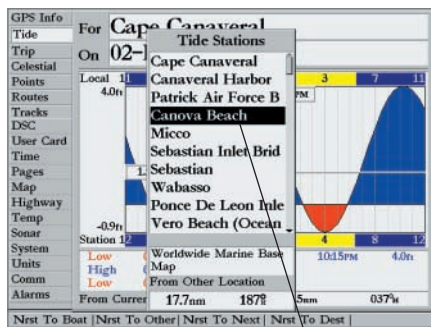 GPS Info
Tide
Trip
Celestial
Points
Routes
Tracks
DSC
User Card
Time
Pages
Map
Highway
Temp
Sonar
System
Units
Comm
Alarms
For Cape Canaveral
On 02-
Tide Stations
Cape Canaveral
Canaveral Harbor
Patrick Air Force B
Canova Beach
Micco
Sebastian Inlet Brid
Sebastian
Wabasso
Ponce De Leon Inle
Vero Beach (Ocean
Worldwide Marine Base
Map
From Other Location
17.7nm 187°
Local 11 3 7 11
4.0ft PM
-0.9ft
Station 12 4 8 12
Low 10:15PM 4.0ft
High
Low
From Curren 5nm 037°
Nrst To Boat | Nrst To Other | Nrst To Next | Nrst To Dest |